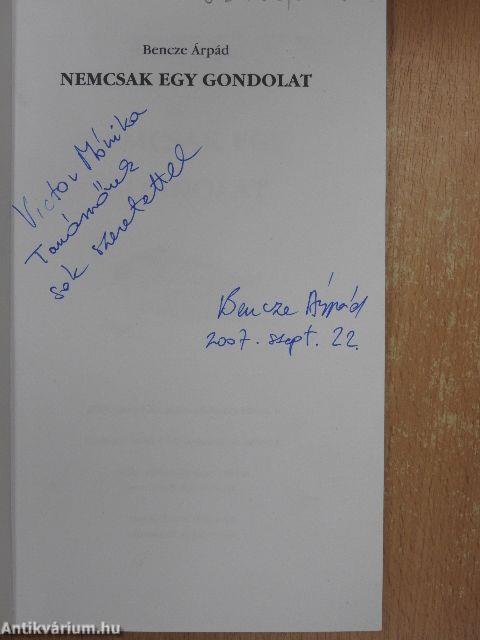 Bencze Árpád
NEMCSAK EGY GONDOLAT
Victor Mónika
Tanárnőnek
sok szeretettel
Bencze Árpád
2007. szept. 22.
Antikvárium.hu